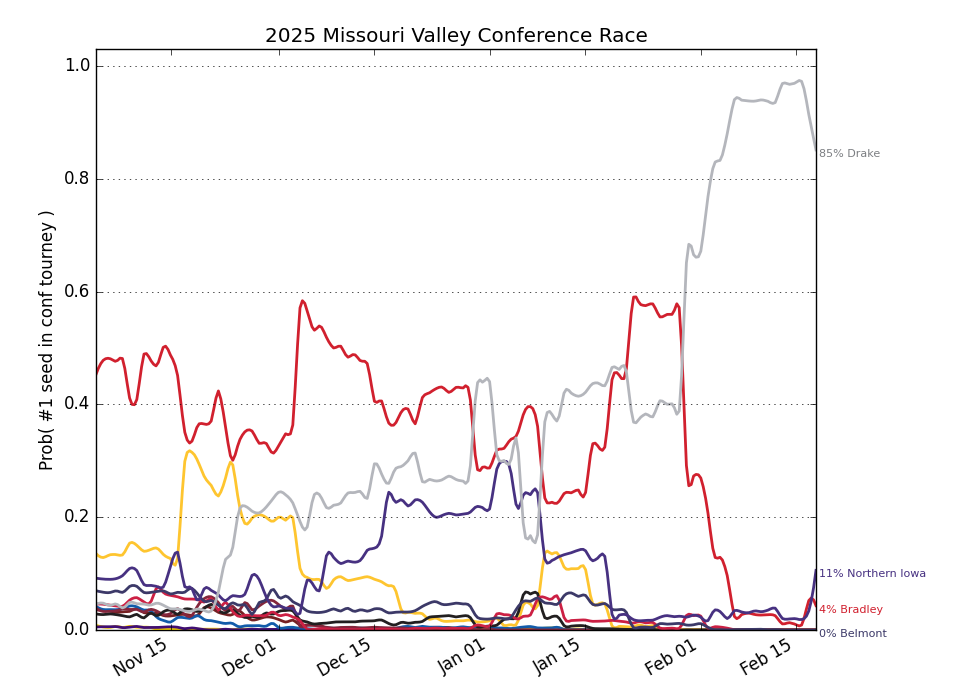 2025 Missouri Valley Conference Race
Prob( #1 seed in conf tourney )
1.0
0.8
0.6
0.4
0.2
0.0
85% Drake
11% Northern Iowa
4% Bradley
0% Belmont
Nov 15
Dec 01
Dec 15
Jan 01
Jan 15
Feb 01
Feb 15